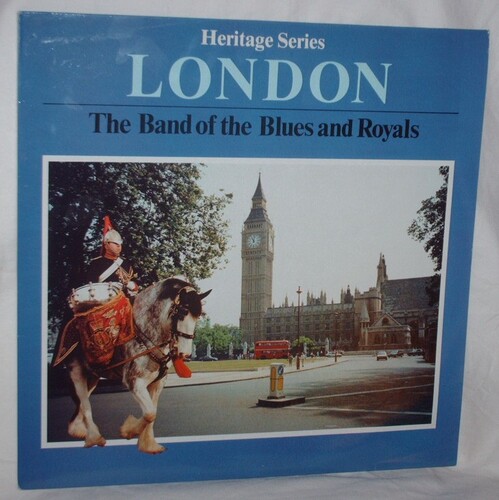 Heritage Series
LONDON
The Band of the Blues and Royals